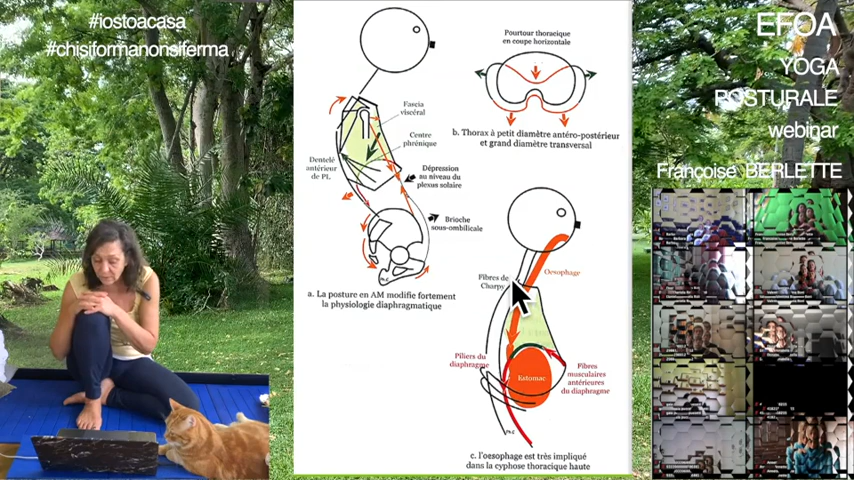 #iostoacasa
#chisiformanonsiferma
Fascia
viscéral
Centre
phrénique
Dentelé
antérieur
de PL
Dépression
au niveau du
plexus solaire
Brioche
sous-ombilicale
a. La posture en AM modifie fortement
la physiologie diaphragmatique
Pourtour thoracique
en coupe horizontale
b. Thorax à petit diamètre antéro-postérieur
et grand diamètre transversal
Fibres de
Charpy
Oesophage
Piliers du
diaphragme
Estomac
Fibres
musculaires
antérieures
du diaphragme
c. l'oesophage est très impliqué
dans la cyphose thoracique haute
EFOA
YOGA
POSTURALE
webinar
Françoise BERLETTE